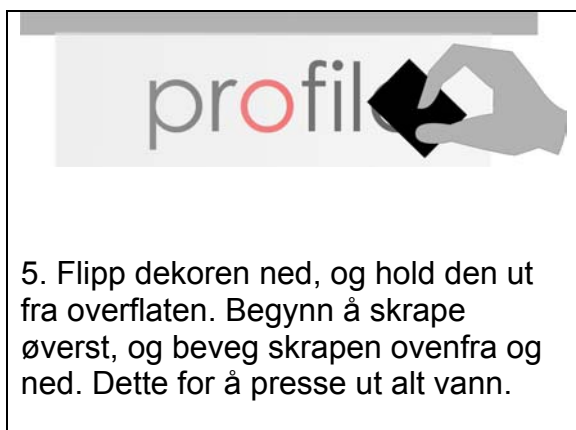 profil
5. Flipp dekoren ned, og hold den ut
fra overflaten. Begynn å skrape
øverst, og beveg skrapen ovenfra og
ned. Dette for å presse ut alt vann.